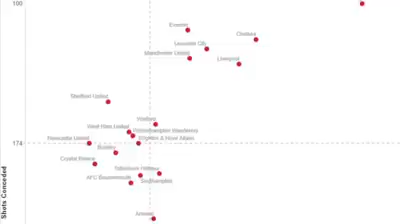 100
Everton
Chelsea
Leicester City
Manchester United
Liverpool
Sheffield United
Watford
West Ham United
Wolverhampton Wanderers
Newcastle United
Brighton & Hove Albion
174
Burnley
Crystal Palace
Tottenham Hotspur
AFC Bournemouth
Southampton
Arsenal
Shots Conceded